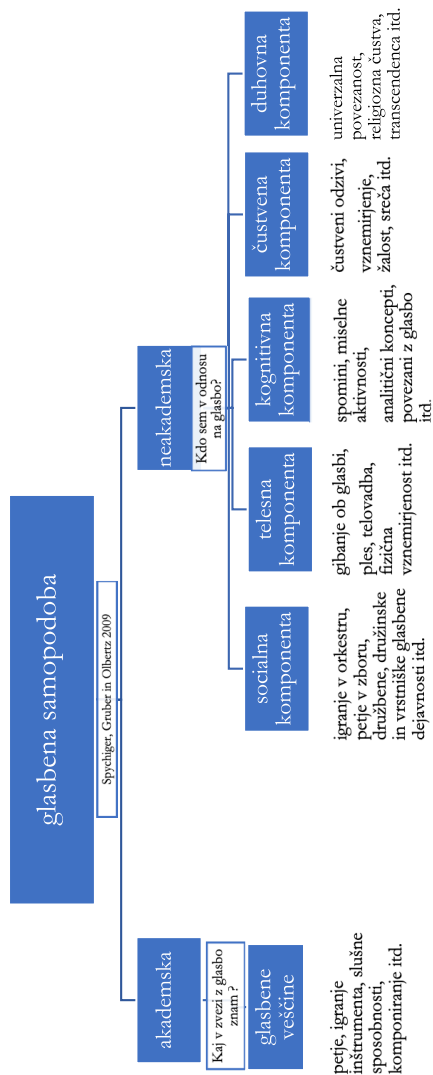 glasbena samopodoba
Spychiger, Gruber in Olbertz 2009
akademska
Kaj v zvezi z glasbo
znam ?
glasbene
veščine
petje, igranje
inštrumenta, slušne
sposobnosti,
komponiranje itd.
neakademska
Kdo sem v odnosu
na glasbo?
socialna
komponenta
igranje v orkestru,
petje v zboru,
družbene, družinske
in vrstniške glasbene
dejavnosti itd.
telesna
komponenta
gibanje ob glasbi,
ples, telovadba,
fizična
vznemirjenost itd.
kognitivna
komponenta
spomini, miselne
aktivnosti,
analitični koncepti,
povezani z glasbo
itd.
čustvena
komponenta
čustveni odzivi,
vznemirjenje,
žalost, sreča itd.
duhovna
komponenta
univerzalna
povezanost,
religiozna čustva,
transcendenca itd.